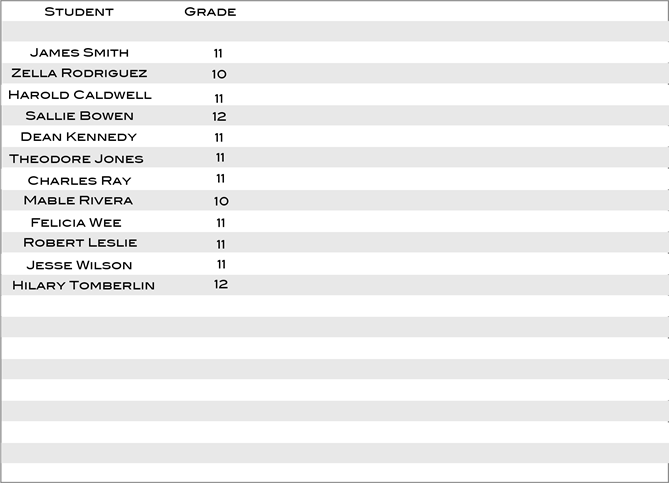 Student Grade
James Smith 11
Zella Rodriguez 10
Harold Caldwell 11
Sallie Bowen 12
Dean Kennedy 11
Theodore Jones 11
Charles Ray 11
Mable Rivera 10
Felicia Wee 11
Robert Leslie 11
Jesse Wilson 11
Hilary Tomberlin 12